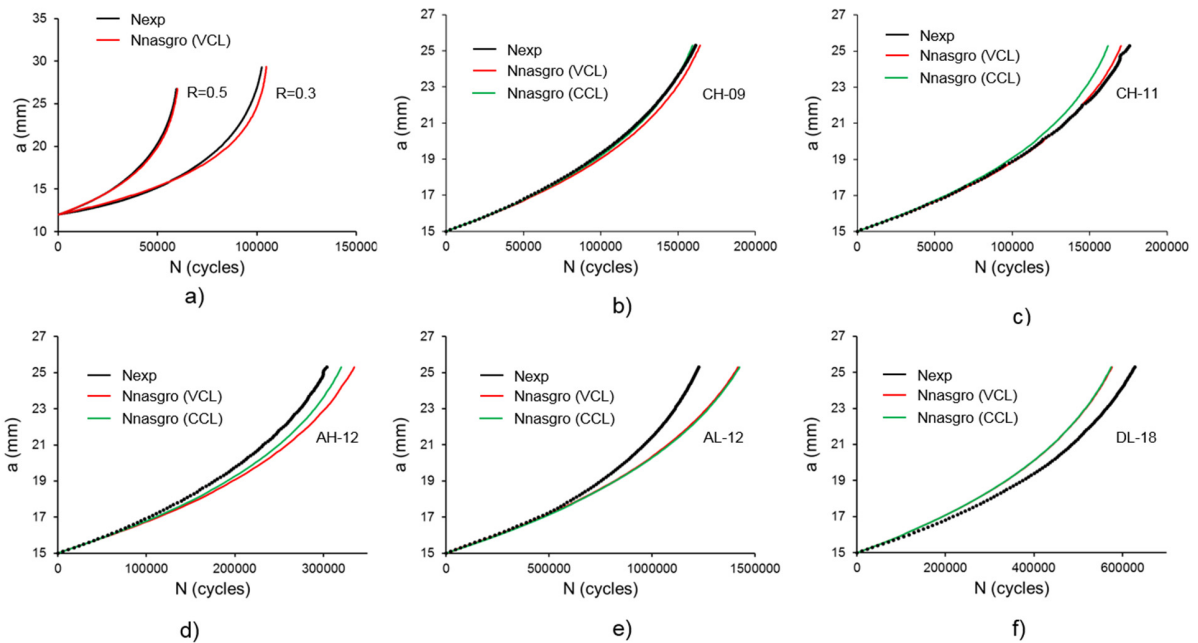 35
30
25
20
15
10
a (mm)
Nexp
Nnasgro (VCL)
R=0.5
R=0.3
0
50000
100000
150000
N (cycles)
a)
27
25
23
21
19
17
15
a (mm)
Nexp
Nnasgro (VCL)
Nnasgro (CCL)
CH-09
0
50000
100000
150000
200000
N (cycles)
b)
27
25
23
21
19
17
15
a (mm)
Nexp
Nnasgro (VCL)
Nnasgro (CCL)
CH-11
0
50000
100000
150000
200000
N (cycles)
c)
27
25
23
21
19
17
15
a (mm)
Nexp
Nnasgro (VCL)
Nnasgro (CCL)
AH-12
0
100000
200000
300000
N (cycles)
d)
27
25
23
21
19
17
15
a (mm)
Nexp
Nnasgro (VCL)
Nnasgro (CCL)
AL-12
0
500000
1000000
1500000
N (cycles)
e)
27
25
23
21
19
17
15
a (mm)
Nexp
Nnasgro (VCL)
Nnasgro (CCL)
DL-18
0
200000
400000
600000
N (cycles)
f)